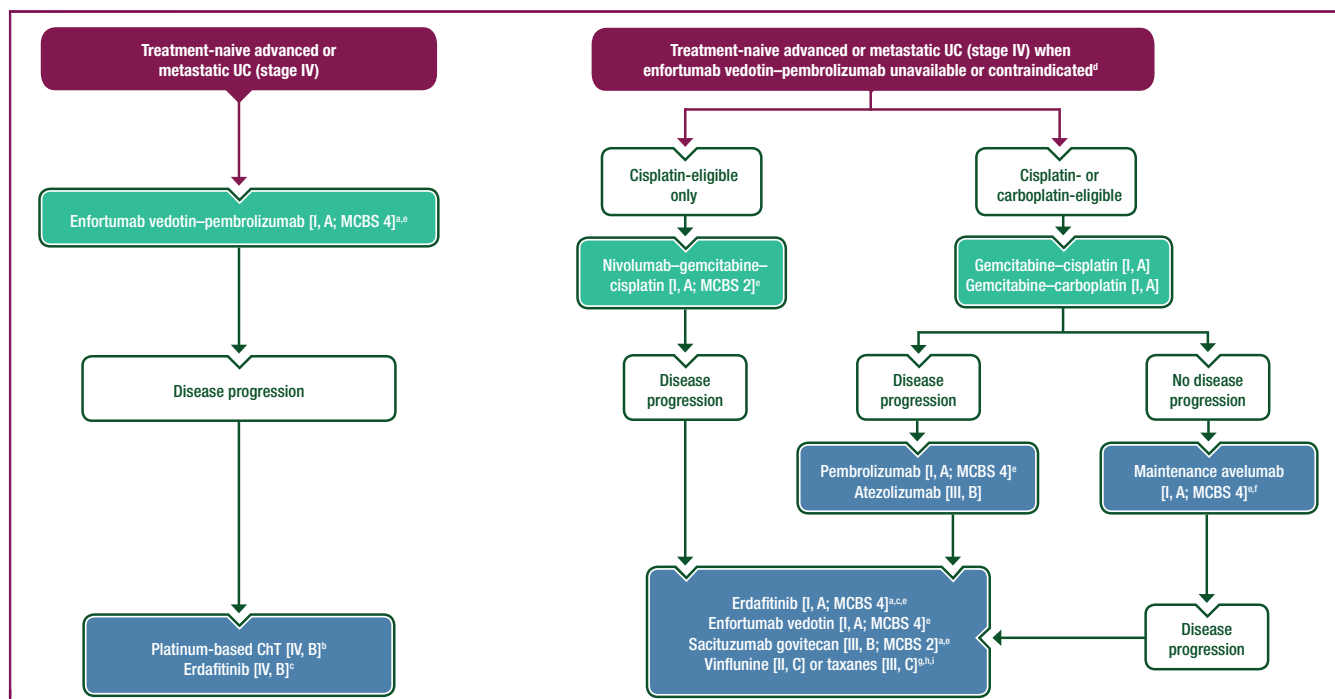 Treatment-naive advanced or
metastatic UC (stage IV)
Enfortumab vedotin–pembrolizumab [I, A; MCBS 4]a,e
Disease progression
Platinum-based ChT [IV, B]b
Erdafitinib [IV, B]c
Treatment-naive advanced or metastatic UC (stage IV) when
enfortumab vedotin–pembrolizumab unavailable or contraindicatedd
Cisplatin-eligible
only
Nivolumab–gemcitabine–
cisplatin [I, A; MCBS 2]e
Disease
progression
Cisplatin- or
carboplatin-eligible
Gemcitabine–cisplatin [I, A]
Gemcitabine–carboplatin [I, A]
Disease
progression
Pembrolizumab [I, A; MCBS 4]e
Atezolizumab [III, B]
No disease
progression
Maintenance avelumab
[I, A; MCBS 4]e,f
Disease
progression
Erdafitinib [I, A; MCBS 4]a,c,e
Enfortumab vedotin [I, A; MCBS 4]e
Sacituzumab govitecan [III, B; MCBS 2]a,e
Vinflunine [II, C] or taxanes [III, C]g,h,i